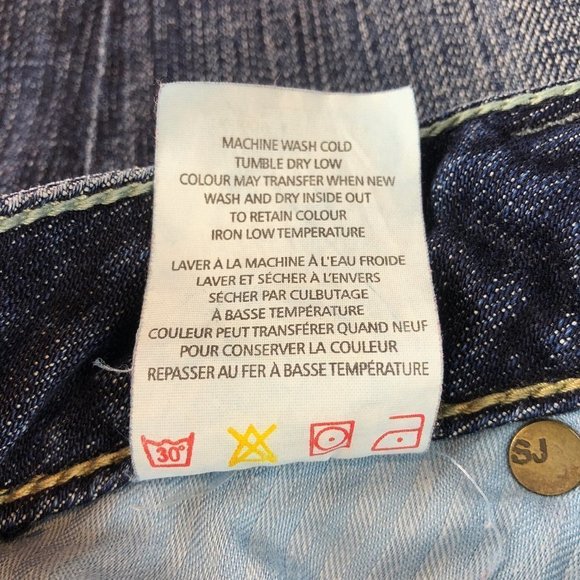 MACHINE WASH COLD
TUMBLE DRY LOW
COLOUR MAY TRANSFER WHEN NEW
WASH AND DRY INSIDE OUT
TO RETAIN COLOUR
IRON LOW TEMPERATURE
LAVER A LA MACHINE À L'EAU FROIDE
LAVER ET SÉCHER À L'ENVERS
SÉCHER PAR CULBUTAGE
À BASSE TEMPÉRATURE
COULEUR PEUT TRANSFÉRER QUAND NEUF
POUR CONSERVER LA COULEUR
REPASSER AU FER À BASSE TEMPÉRATURE
30°
SJ